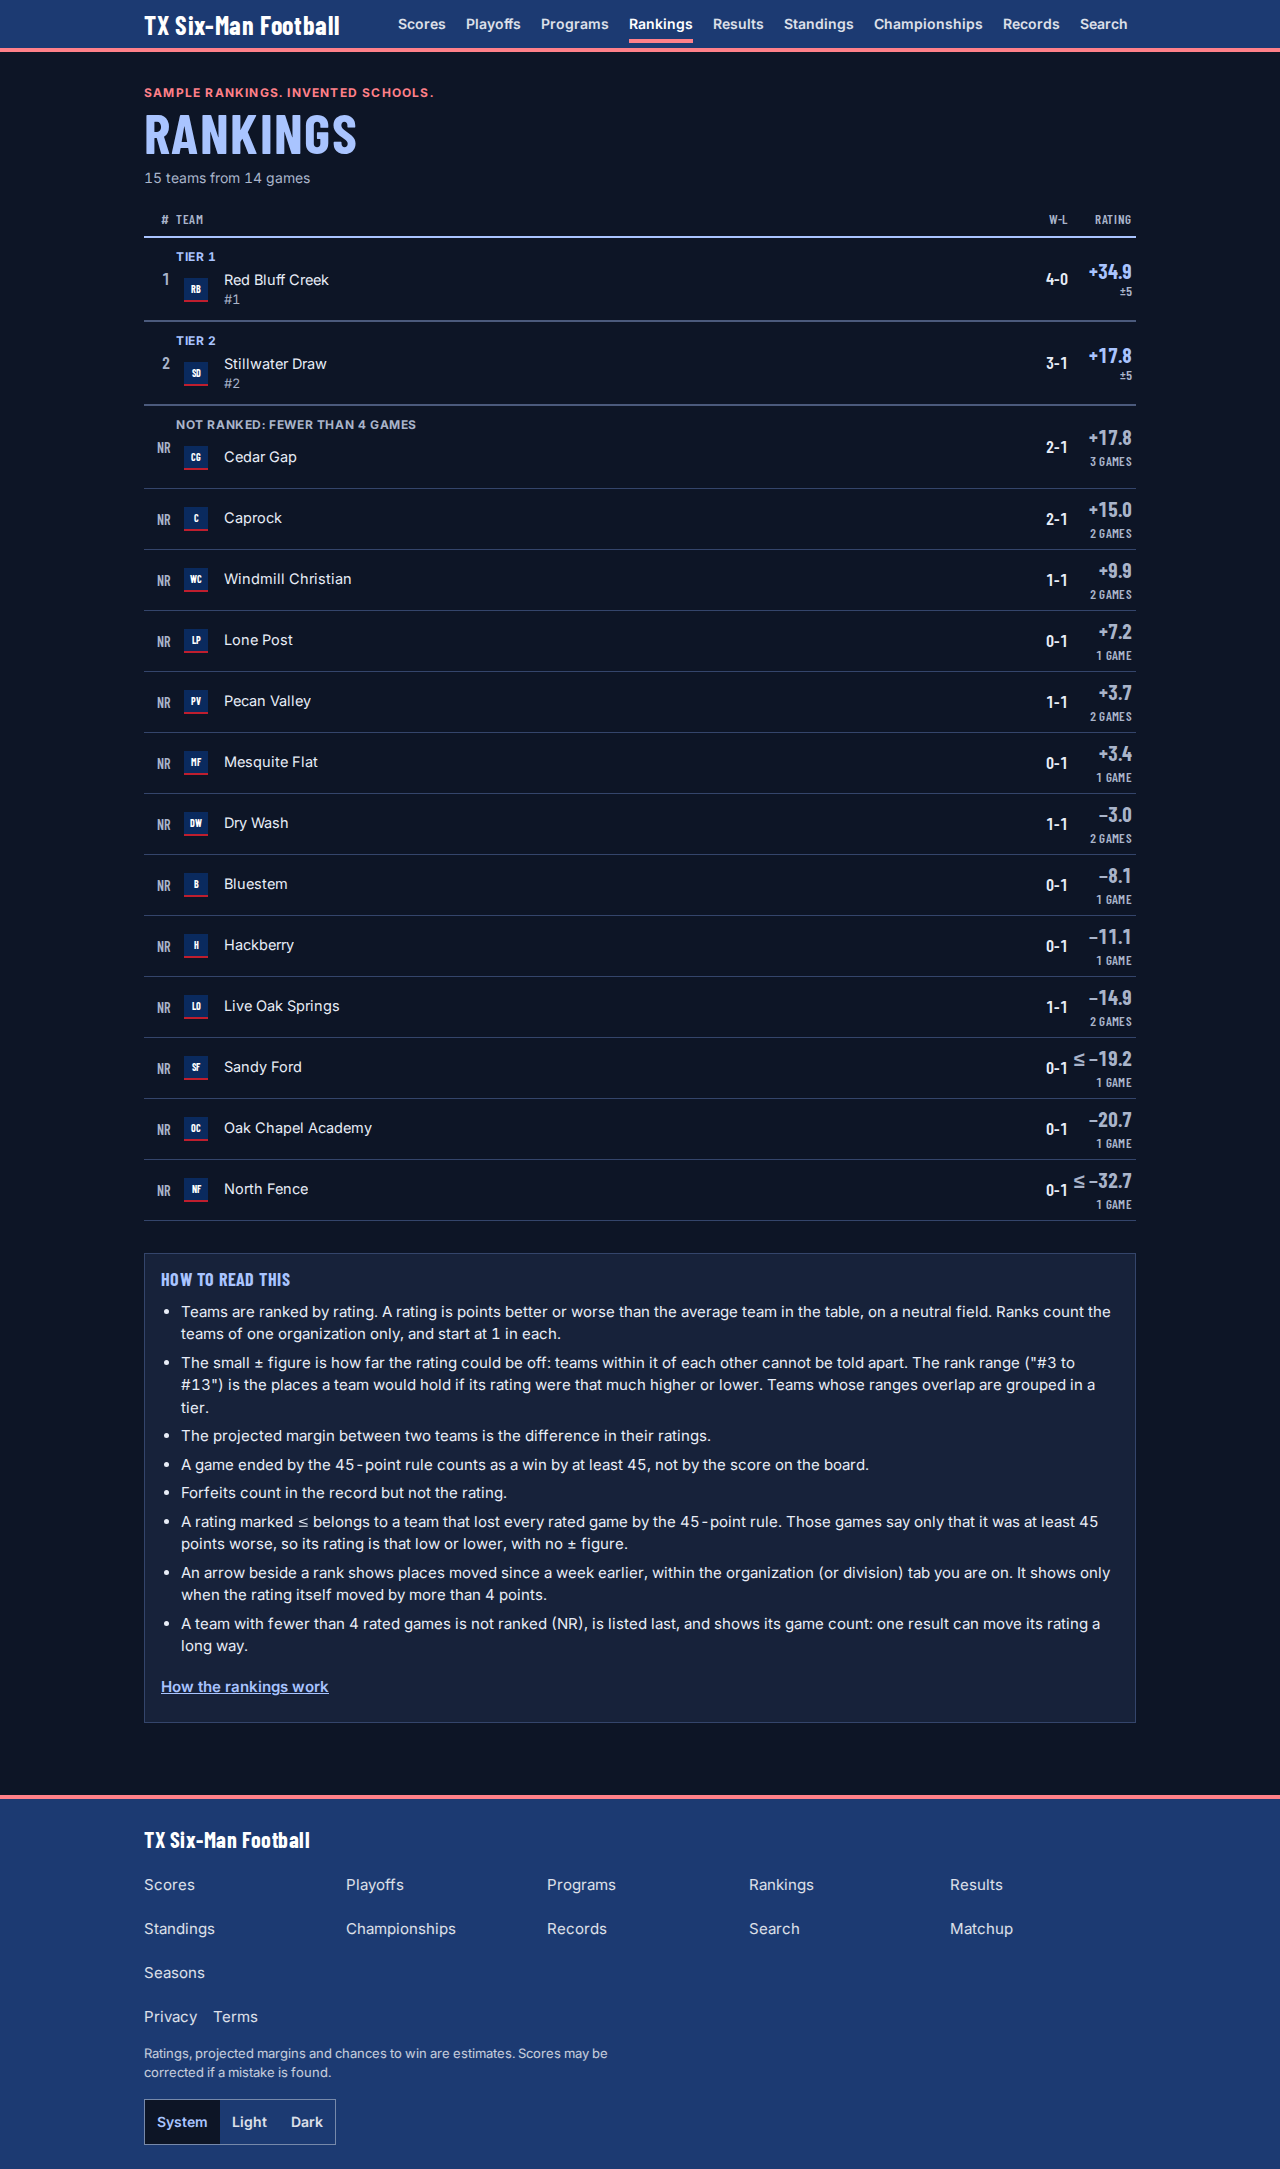 TX Six-Man Football
Scores Playoffs Programs Rankings Results Standings Championships Records Search
SAMPLE RANKINGS. INVENTED SCHOOLS.
RANKINGS
15 teams from 14 games
# TEAM W-L RATING
TIER 1
1 RB Red Bluff Creek 4-0 +34.9
#1 ±5
TIER 2
2 SD Stillwater Draw 3-1 +17.8
#2 ±5
NOT RANKED: FEWER THAN 4 GAMES
NR CG Cedar Gap 2-1 +17.8
3 GAMES
NR C Caprock 2-1 +15.0
2 GAMES
NR WC Windmill Christian 1-1 +9.9
2 GAMES
NR LP Lone Post 0-1 +7.2
1 GAME
NR PV Pecan Valley 1-1 +3.7
2 GAMES
NR MF Mesquite Flat 0-1 +3.4
1 GAME
NR DW Dry Wash 1-1 −3.0
2 GAMES
NR B Bluestem 0-1 −8.1
1 GAME
NR H Hackberry 0-1 −11.1
1 GAME
NR LO Live Oak Springs 1-1 −14.9
2 GAMES
NR SF Sandy Ford 0-1 ≤ −19.2
1 GAME
NR OC Oak Chapel Academy 0-1 −20.7
1 GAME
NR NF North Fence 0-1 ≤ −32.7
1 GAME
HOW TO READ THIS
• Teams are ranked by rating. A rating is points better or worse than the average team in the table, on a neutral field. Ranks count the
teams of one organization only, and start at 1 in each.
• The small ± figure is how far the rating could be off: teams within it of each other cannot be told apart. The rank range ("#3 to
#13") is the places a team would hold if its rating were that much higher or lower. Teams whose ranges overlap are grouped in a
tier.
• The projected margin between two teams is the difference in their ratings.
• A game ended by the 45-point rule counts as a win by at least 45, not by the score on the board.
• Forfeits count in the record but not the rating.
• A rating marked ≤ belongs to a team that lost every rated game by the 45-point rule. Those games say only that it was at least 45
points worse, so its rating is that low or lower, with no ± figure.
• An arrow beside a rank shows places moved since a week earlier, within the organization (or division) tab you are on. It shows only
when the rating itself moved by more than 4 points.
• A team with fewer than 4 rated games is not ranked (NR), is listed last, and shows its game count: one result can move its rating a
long way.
How the rankings work
TX Six-Man Football
Scores Playoffs Programs Rankings Results
Standings Championships Records Search Matchup
Seasons
Privacy Terms
Ratings, projected margins and chances to win are estimates. Scores may be
corrected if a mistake is found.
System Light Dark